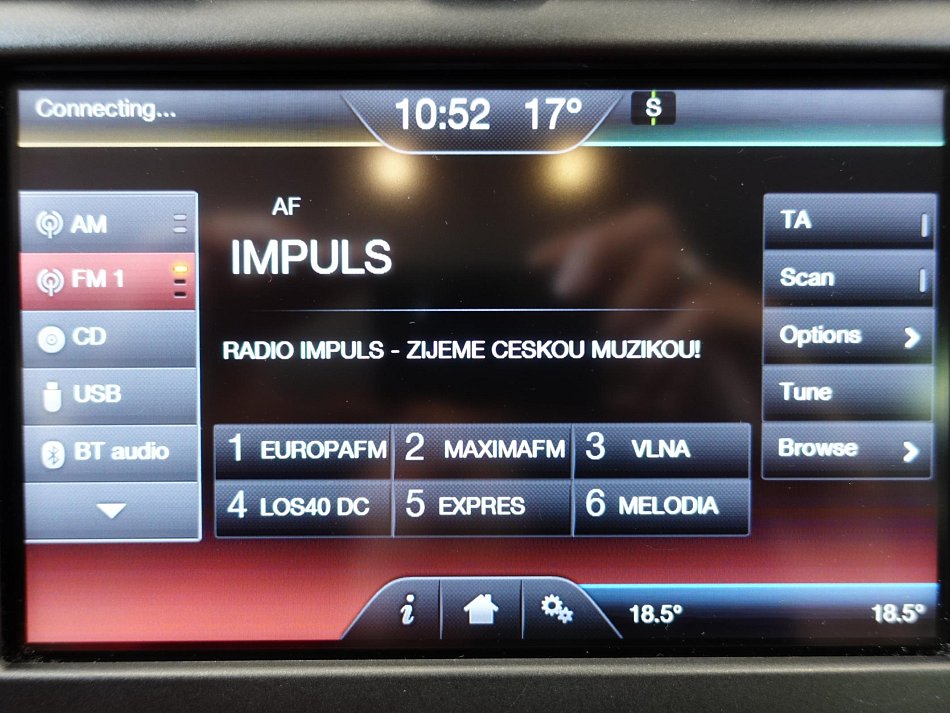 Connecting... 10:52 17° S
AM
FM 1
CD
USB
BT audio
AF
IMPULS
RADIO IMPULS - ZIJEME CESKOU MUZIKOU!
1 EUROPAFM 2 MAXIMAFM 3 VLNA
4 LOS40 DC 5 EXPRES 6 MELODIA
TA
Scan
Options
Tune
Browse
i 18.5° 18.5°